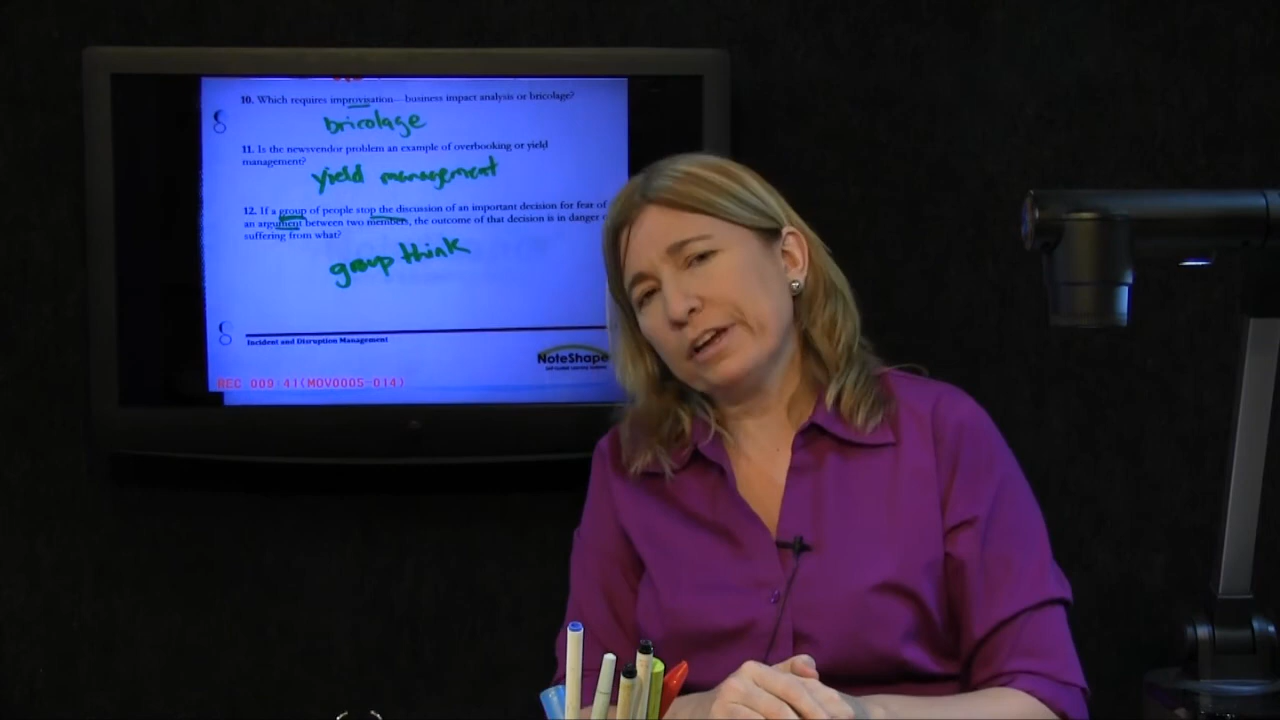 10. Which requires improvisation—business impact analysis or bricolage?
bricolage
11. Is the newsvendor problem an example of overbooking or yield
management?
yield management
12. If a group of people stop the discussion of an important decision for fear of
an argument between two members, the outcome of that decision is in danger
suffering from what?
group think
Incident and Disruption Management
NoteShape
REC 009:41(MOV0005-014)